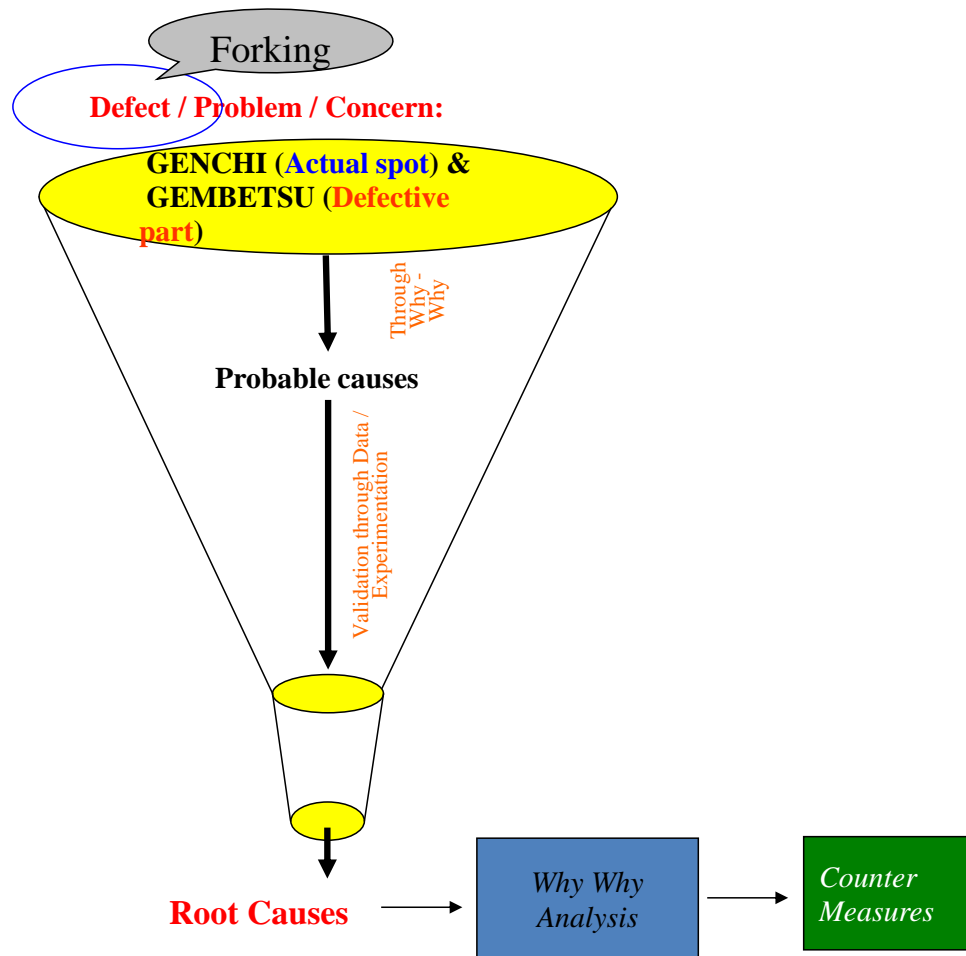 Forking
Defect / Problem / Concern:
GENCHI (Actual spot) &
GEMBETSU (Defective
part)
Through
Why -
Why
Probable causes
Validation through Data /
Experimentation
Root Causes
Why Why
Analysis
Counter
Measures